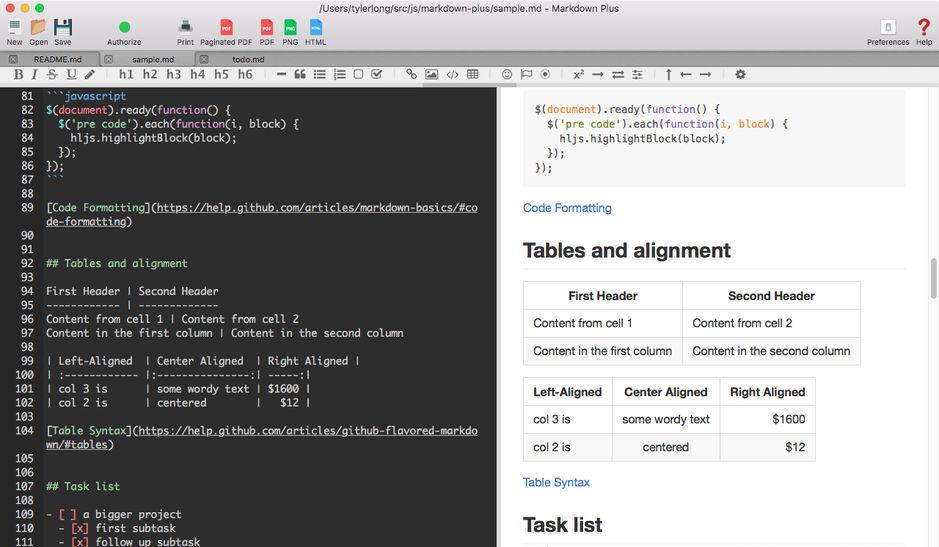 /Users/tylerlong/src/js/markdown-plus/sample.md - Markdown Plus
New Open Save Authorize Print Paginated PDF PDF PNG HTML Preferences Help
README.md sample.md todo.md
B I S U h1 h2 h3 h4 h5 h6
81 ```javascript
82 $(document).ready(function() {
83   $('pre code').each(function(i, block) {
84     hljs.highlightBlock(block);
85   });
86 });
87 ```
88
89 [Code Formatting](https://help.github.com/articles/markdown-basics/#co
de-formatting)
90
91
92 ## Tables and alignment
93
94 First Header | Second Header
95 ------------ | -------------
96 Content from cell 1 | Content from cell 2
97 Content in the first column | Content in the second column
98
99 | Left-Aligned  | Center Aligned  | Right Aligned |
100 | :------------ |:---------------:| -----:|
101 | col 3 is      | some wordy text | $1600 |
102 | col 2 is      | centered        |   $12 |
103
104 [Table Syntax](https://help.github.com/articles/github-flavored-markdo
wn/#tables)
105
106
107 ## Task list
108
109 - [ ] a bigger project
110   - [x] first subtask
111   - [x] follow up subtask
$(document).ready(function() {
  $('pre code').each(function(i, block) {
    hljs.highlightBlock(block);
  });
});
Code Formatting
Tables and alignment
First Header Second Header
Content from cell 1 Content from cell 2
Content in the first column Content in the second column
Left-Aligned Center Aligned Right Aligned
col 3 is some wordy text $1600
col 2 is centered $12
Table Syntax
Task list